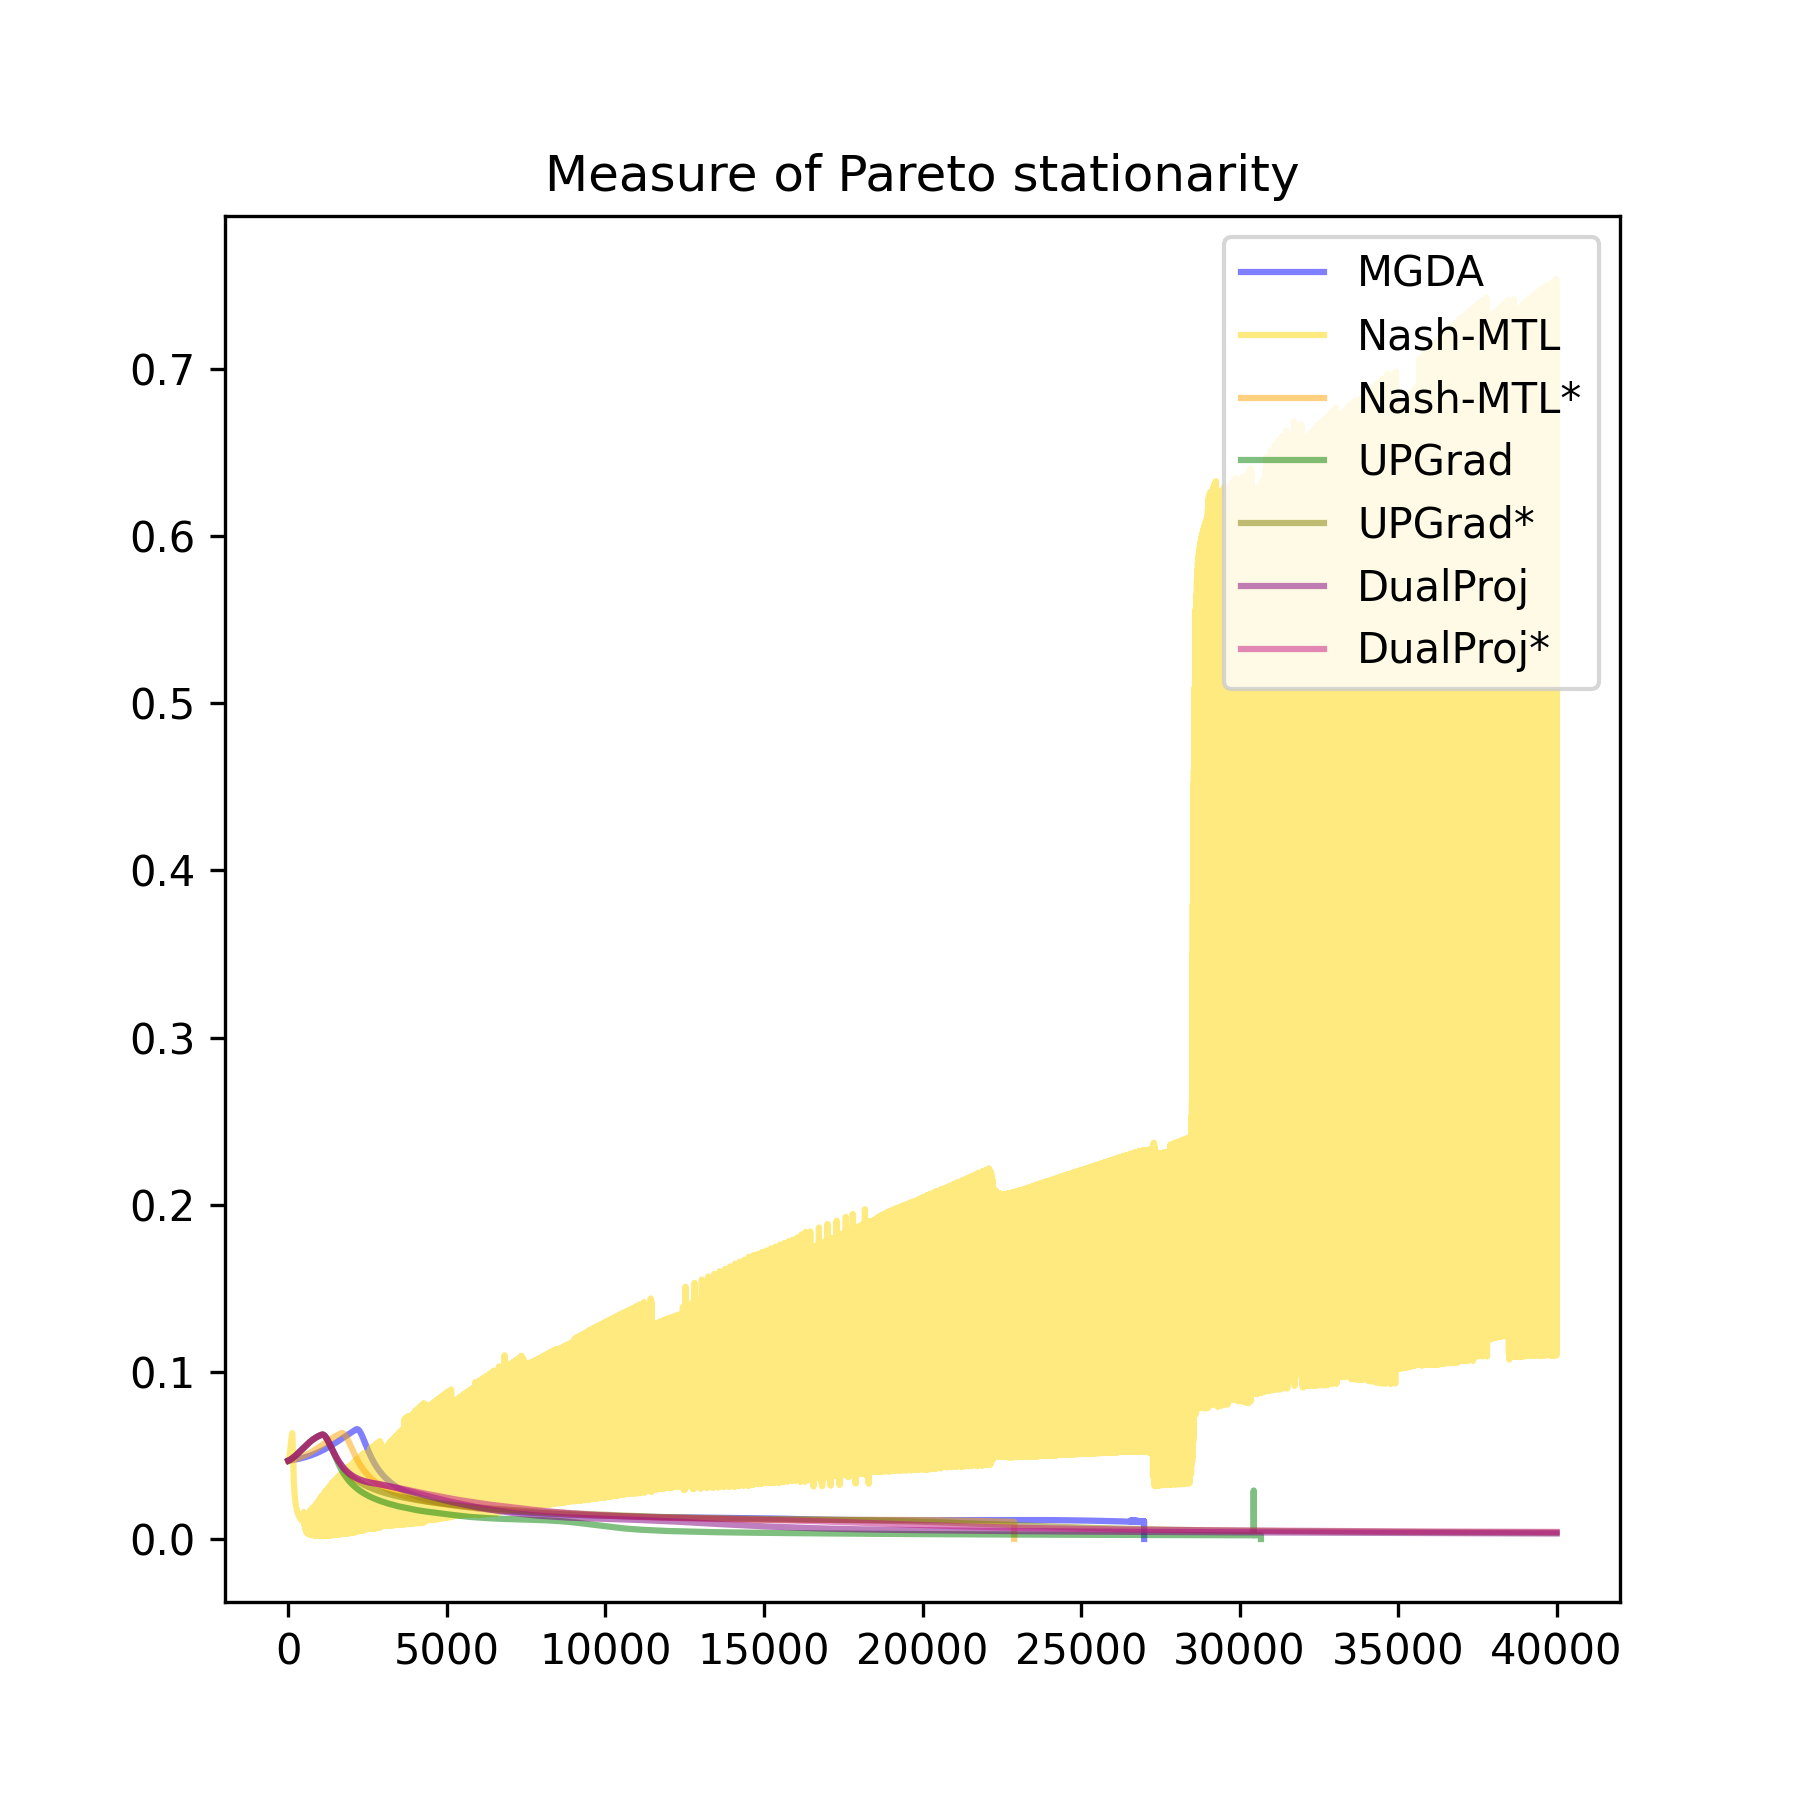 Measure of Pareto stationarity
MGDA
Nash-MTL
Nash-MTL*
UPGrad
UPGrad*
DualProj
DualProj*
0.7
0.6
0.5
0.4
0.3
0.2
0.1
0.0
0 5000 10000 15000 20000 25000 30000 35000 40000